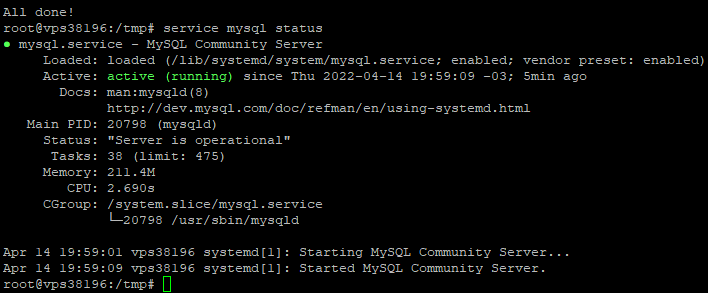 All done!
root@vps38196:/tmp# service mysql status
● mysql.service - MySQL Community Server
     Loaded: loaded (/lib/systemd/system/mysql.service; enabled; vendor preset: enabled)
     Active: active (running) since Thu 2022-04-14 19:59:09 -03; 5min ago
       Docs: man:mysqld(8)
             http://dev.mysql.com/doc/refman/en/using-systemd.html
   Main PID: 20798 (mysqld)
     Status: "Server is operational"
      Tasks: 38 (limit: 475)
     Memory: 211.4M
        CPU: 2.690s
     CGroup: /system.slice/mysql.service
             └─20798 /usr/sbin/mysqld

Apr 14 19:59:01 vps38196 systemd[1]: Starting MySQL Community Server...
Apr 14 19:59:09 vps38196 systemd[1]: Started MySQL Community Server.
root@vps38196:/tmp#